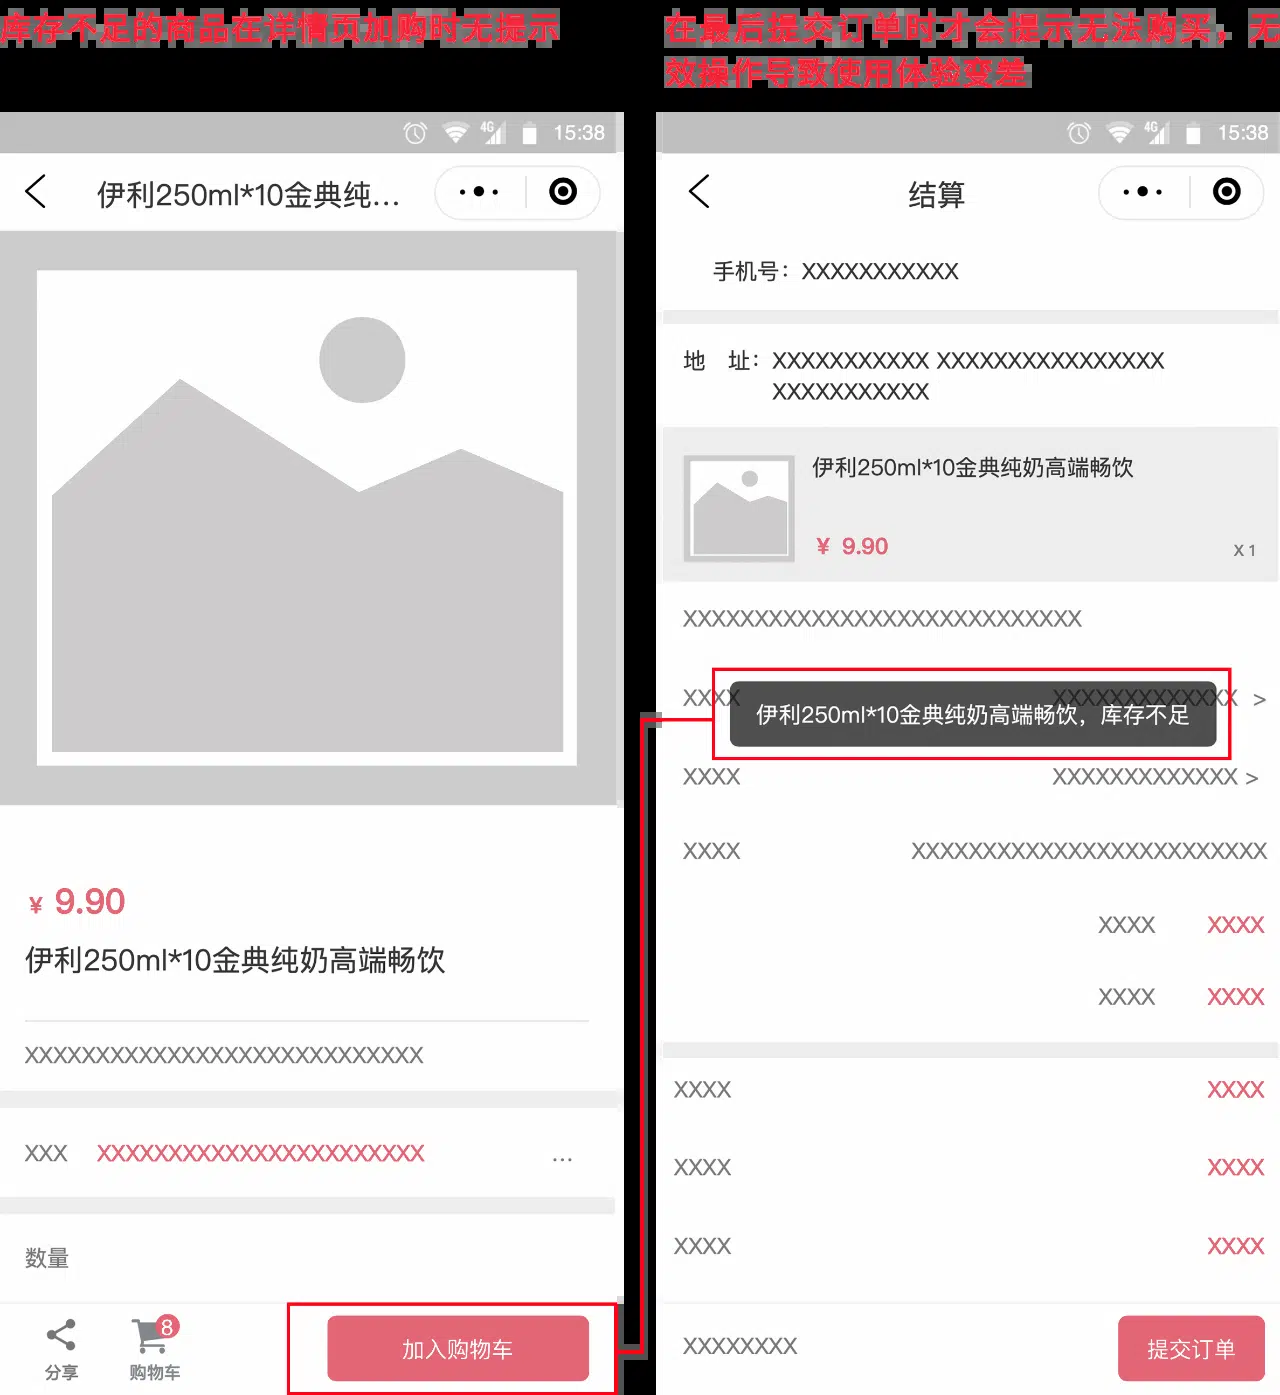 库存不足的商品在详情页加购时无提示
15:38
伊利250ml*10金典纯...
¥ 9.90
伊利250ml*10金典纯奶高端畅饮
XXXXXXXXXXXXXXXXXXXXXXXXXXXX
XXX XXXXXXXXXXXXXXXXXXXXXXX ...
数量
8
分享 购物车 加入购物车
在最后提交订单时才会提示无法购买，无
效操作导致使用体验变差
4G 15:38
结算
手机号：XXXXXXXXXXX
地 址：XXXXXXXXXXX XXXXXXXXXXXXXXXX
XXXXXXXXXXX
伊利250ml*10金典纯奶高端畅饮
¥ 9.90
X 1
XXXXXXXXXXXXXXXXXXXXXXXXXXXX
XXXX XXXXXXXXXXXXX >
伊利250ml*10金典纯奶高端畅饮，库存不足
XXXX XXXXXXXXXXXXX >
XXXX XXXXXXXXXXXXXXXXXXXXXXXXX
XXXX XXXX
XXXX XXXX
XXXX XXXX
XXXX XXXX
XXXX XXXX
XXXXXXXX 提交订单